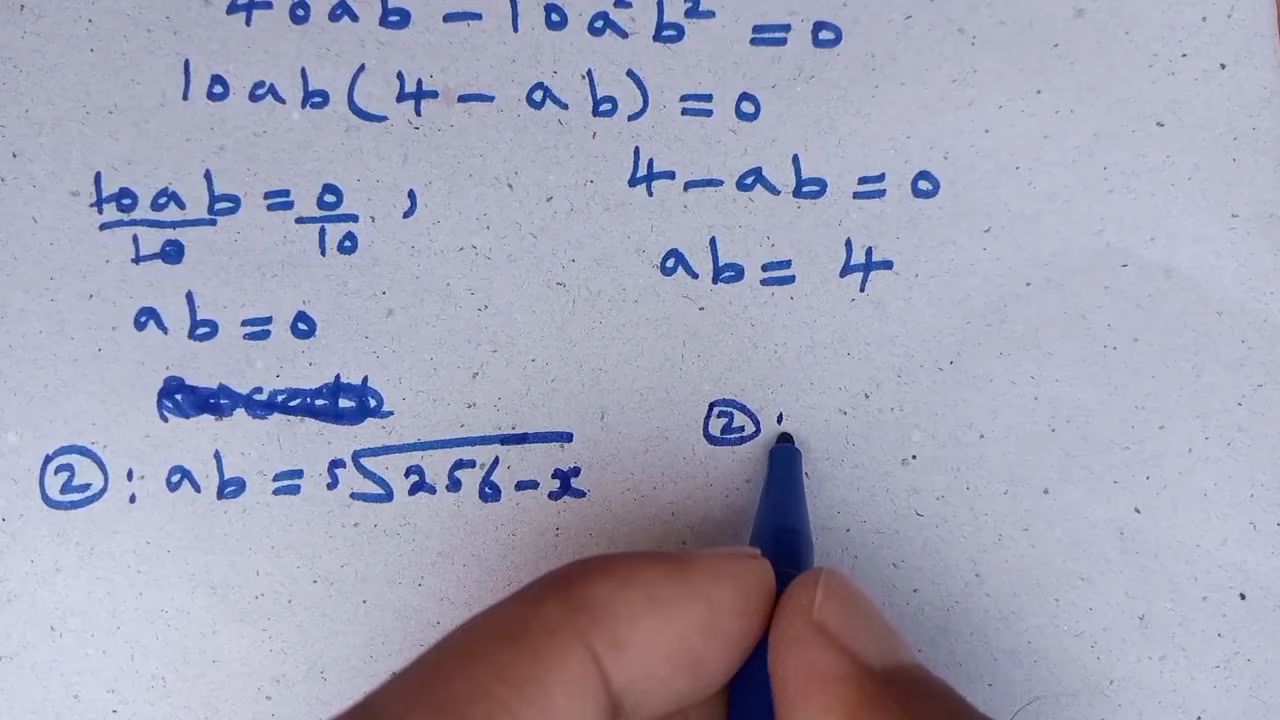 40ab - 10a²b² = 0
10ab(4 - ab) = 0
10ab/10 = 0/10 ,
4 - ab = 0
ab = 4
ab = 0
②: ab = ⁵√256-x
②: